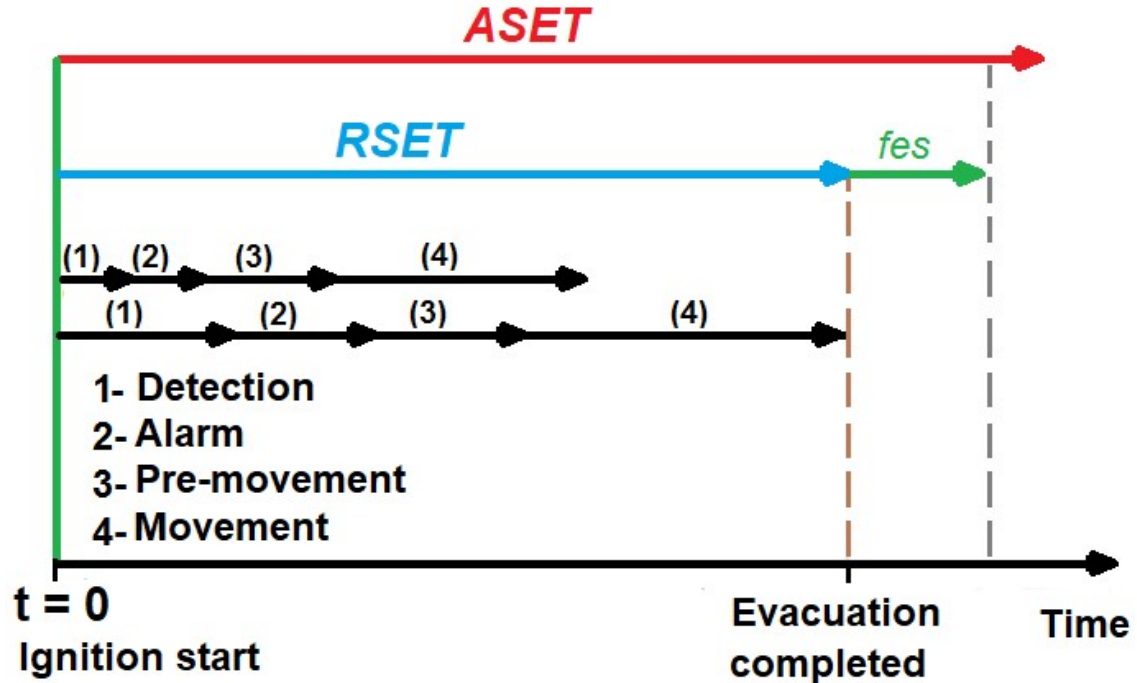 ASET
RSET
fes
(1) (2) (3) (4)
(1) (2) (3) (4)
1- Detection
2- Alarm
3- Pre-movement
4- Movement
t = 0
Ignition start
Evacuation
completed
Time